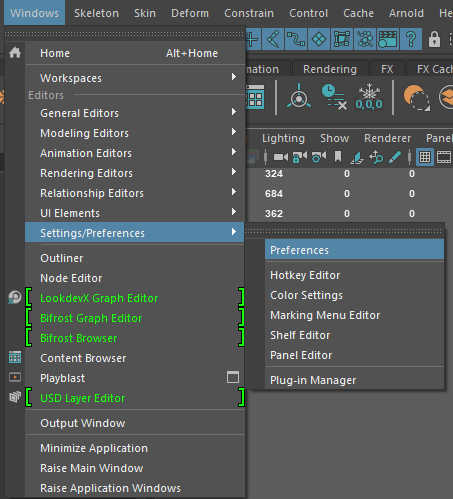 Windows Skeleton Skin Deform Constrain Control Cache Arnold Help
Home Alt+Home
Workspaces
Editors
General Editors
Modeling Editors
Animation Editors
Rendering Editors
Relationship Editors
UI Elements
Settings/Preferences
Outliner
Node Editor
LookdevX Graph Editor
Bifrost Graph Editor
Bifrost Browser
Content Browser
Playblast
USD Layer Editor
Output Window
Minimize Application
Raise Main Window
Raise Application Windows
mation Rendering FX FX Cach
0,0,0
Lighting Show Renderer Pane
324 0 0
684 0 0
362 0 0
Preferences
Hotkey Editor
Color Settings
Marking Menu Editor
Shelf Editor
Panel Editor
Plug-in Manager